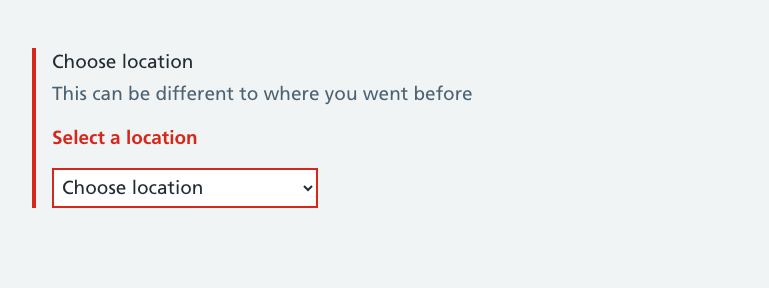 Choose location
This can be different to where you went before
Select a location
Choose location